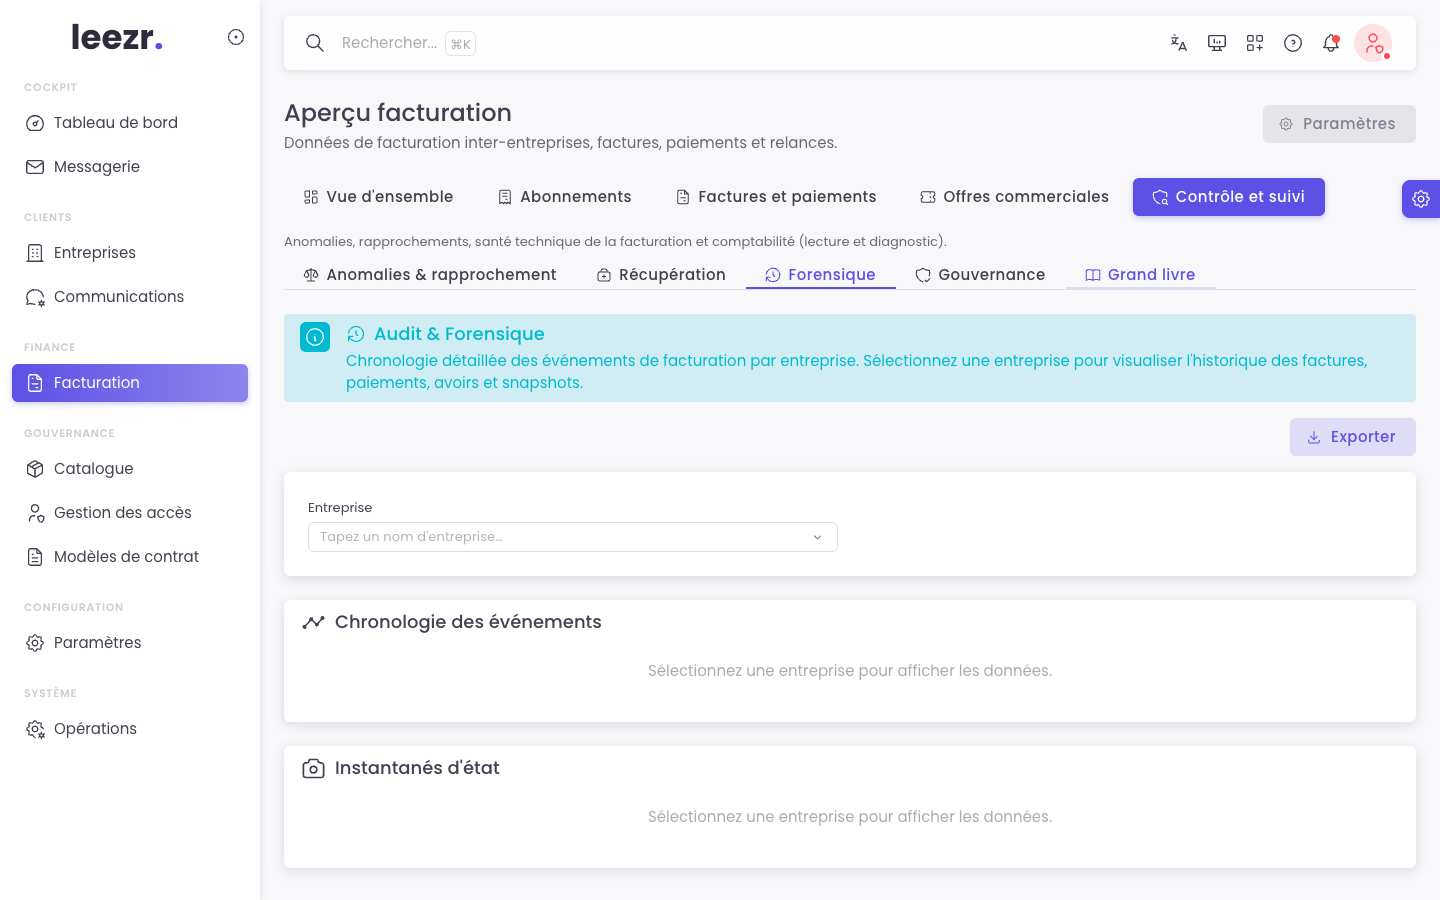 leezr.
COCKPIT
Tableau de bord
Messagerie
CLIENTS
Entreprises
Communications
FINANCE
Facturation
GOUVERNANCE
Catalogue
Gestion des accès
Modèles de contrat
CONFIGURATION
Paramètres
SYSTÈME
Opérations
Rechercher... ⌘K
Aperçu facturation
Données de facturation inter-entreprises, factures, paiements et relances.
Paramètres
Vue d'ensemble Abonnements Factures et paiements Offres commerciales Contrôle et suivi
Anomalies, rapprochements, santé technique de la facturation et comptabilité (lecture et diagnostic).
Anomalies & rapprochement Récupération Forensique Gouvernance Grand livre
Audit & Forensique
Chronologie détaillée des événements de facturation par entreprise. Sélectionnez une entreprise pour visualiser l'historique des factures,
paiements, avoirs et snapshots.
Exporter
Entreprise
Tapez un nom d'entreprise…
Chronologie des événements
Sélectionnez une entreprise pour afficher les données.
Instantanés d'état
Sélectionnez une entreprise pour afficher les données.